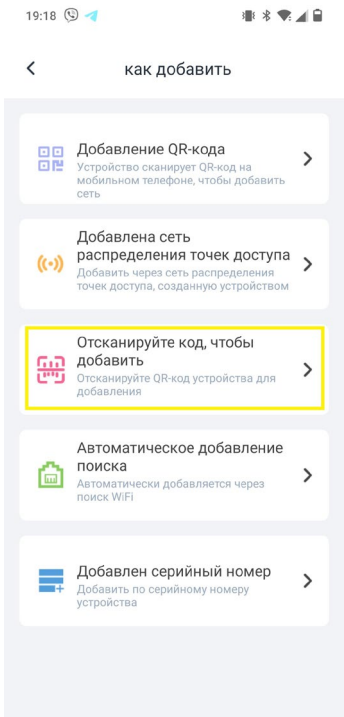 19:18
как добавить
Добавление QR-кода
Устройство сканирует QR-код на
мобильном телефоне, чтобы добавить
сеть
Добавлена сеть
распределения точек доступа
Добавить через сеть распределения
точек доступа, созданную устройством
Отсканируйте код, чтобы
добавить
Отсканируйте QR-код устройства для
добавления
Автоматическое добавление
поиска
Автоматически добавляется через
поиск WiFi
Добавлен серийный номер
Добавить по серийному номеру
устройства